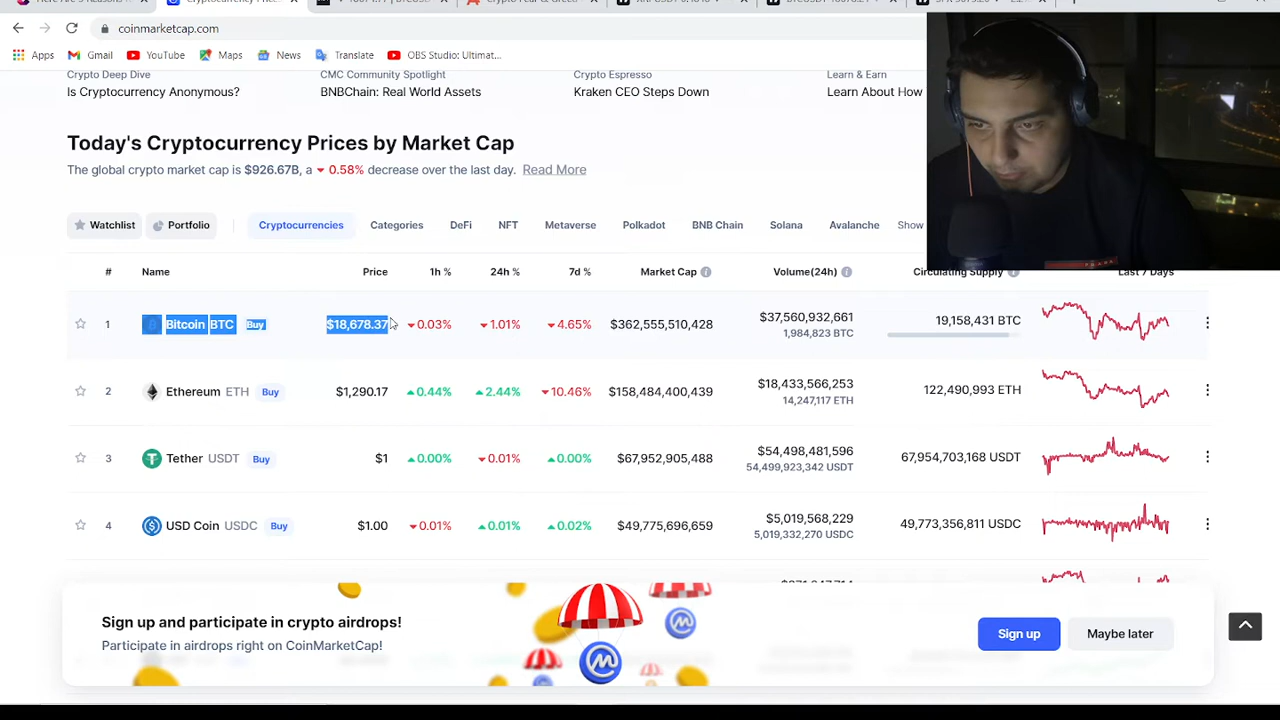 coinmarketcap.com
Apps Gmail YouTube Maps News Translate OBS Studio: Ultimat...
Crypto Deep Dive CMC Community Spotlight Crypto Espresso Learn & Earn
Is Cryptocurrency Anonymous? BNBChain: Real World Assets Kraken CEO Steps Down Learn About How
Today's Cryptocurrency Prices by Market Cap
The global crypto market cap is $926.67B, a 0.58% decrease over the last day. Read More
Watchlist Portfolio Cryptocurrencies Categories DeFi NFT Metaverse Polkadot BNB Chain Solana Avalanche Show
# Name Price 1h % 24h % 7d % Market Cap Volume(24h) Circulating Supply Last 7 Days
1 Bitcoin BTC Buy $18,678.37 0.03% 1.01% 4.65% $362,555,510,428 $37,560,932,661 19,158,431 BTC
1,984,823 BTC
2 Ethereum ETH Buy $1,290.17 0.44% 2.44% 10.46% $158,484,400,439 $18,433,566,253 122,490,993 ETH
14,247,117 ETH
3 Tether USDT Buy $1 0.00% 0.01% 0.00% $67,952,905,488 $54,498,481,596 67,954,703,168 USDT
54,499,923,342 USDT
4 USD Coin USDC Buy $1.00 0.01% 0.01% 0.02% $49,775,696,659 $5,019,568,229 49,773,356,811 USDC
5,019,332,270 USDC
Sign up and participate in crypto airdrops!
Participate in airdrops right on CoinMarketCap!
Sign up Maybe later